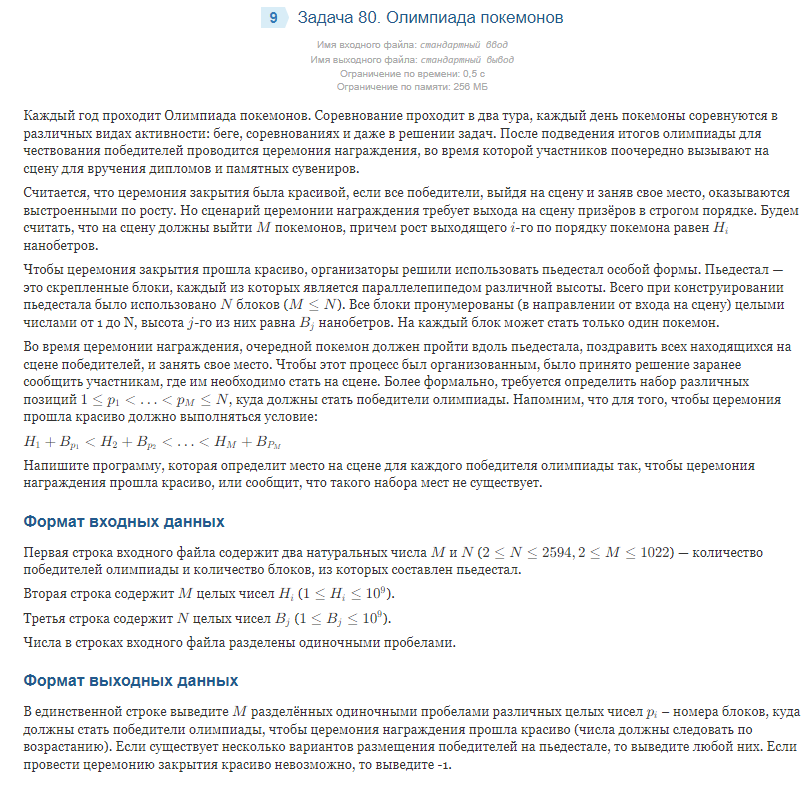 9 Задача 80. Олимпиада покемонов
Имя входного файла: стандартный ввод
Имя выходного файла: стандартный вывод
Ограничение по времени: 0,5 с
Ограничение по памяти: 256 МБ
Каждый год проходит Олимпиада покемонов. Соревнование проходит в два тура, каждый день покемоны соревнуются в
различных видах активности: беге, соревнованиях и даже в решении задач. После подведения итогов олимпиады для
чествования победителей проводится церемония награждения, во время которой участников поочередно вызывают на
сцену для вручения дипломов и памятных сувениров.
Считается, что церемония закрытия была красивой, если все победители, выйдя на сцену и заняв свое место, оказываются
выстроенными по росту. Но сценарий церемонии награждения требует выхода на сцену призёров в строгом порядке. Будем
считать, что на сцену должны выйти M покемонов, причем рост выходящего i-го по порядку покемона равен H_i
нанобетров.
Чтобы церемония закрытия прошла красиво, организаторы решили использовать пьедестал особой формы. Пьедестал —
это скрепленные блоки, каждый из которых является параллелепипедом различной высоты. Всего при конструировании
пьедестала было использовано N блоков (M ≤ N). Все блоки пронумерованы (в направлении от входа на сцену) целыми
числами от 1 до N, высота j-го из них равна B_j нанобетров. На каждый блок может стать только один покемон.
Во время церемонии награждения, очередной покемон должен пройти вдоль пьедестала, поздравить всех находящихся на
сцене победителей, и занять свое место. Чтобы этот процесс был организованным, было принято решение заранее
сообщить участникам, где им необходимо стать на сцене. Более формально, требуется определить набор различных
позиций 1 ≤ p_1 < … < p_M ≤ N, куда должны стать победители олимпиады. Напомним, что для того, чтобы церемония
прошла красиво должно выполняться условие:
H_1 + B_{p_1} < H_2 + B_{p_2} < … < H_M + B_{P_M}
Напишите программу, которая определит место на сцене для каждого победителя олимпиады так, чтобы церемония
награждения прошла красиво, или сообщит, что такого набора мест не существует.
Формат входных данных
Первая строка входного файла содержит два натуральных числа M и N (2 ≤ N ≤ 2594, 2 ≤ M ≤ 1022) — количество
победителей олимпиады и количество блоков, из которых составлен пьедестал.
Вторая строка содержит M целых чисел H_i (1 ≤ H_i ≤ 10^9).
Третья строка содержит N целых чисел B_j (1 ≤ B_j ≤ 10^9).
Числа в строках входного файла разделены одиночными пробелами.
Формат выходных данных
В единственной строке выведите M разделённых одиночными пробелами различных целых чисел p_i – номера блоков, куда
должны стать победители олимпиады, чтобы церемония награждения прошла красиво (числа должны следовать по
возрастанию). Если существует несколько вариантов размещения победителей на пьедестале, то выведите любой них. Если
провести церемонию закрытия красиво невозможно, то выведите -1.